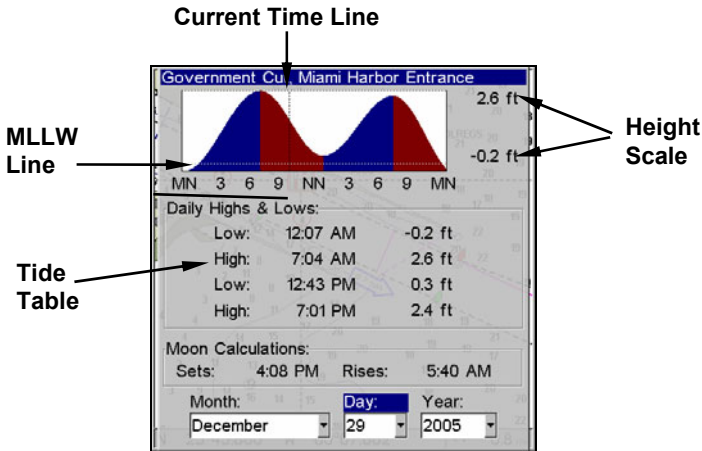 Current Time Line
Government Cut, Miami Harbor Entrance
2.6 ft
Height
Scale
MLLW
Line
-0.2 ft
MN 3 6 9 NN 3 6 9 MN
Daily Highs & Lows:
Low: 12:07 AM -0.2 ft
High: 7:04 AM 2.6 ft
Tide
Table
Low: 12:43 PM 0.3 ft
High: 7:01 PM 2.4 ft
Moon Calculations:
Sets: 4:08 PM Rises: 5:40 AM
Month: Day: Year:
December 29 2005